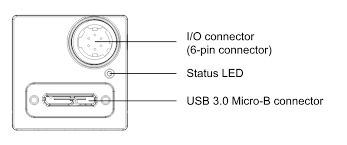 I/O connector
(6-pin connector)
Status LED
USB 3.0 Micro-B connector